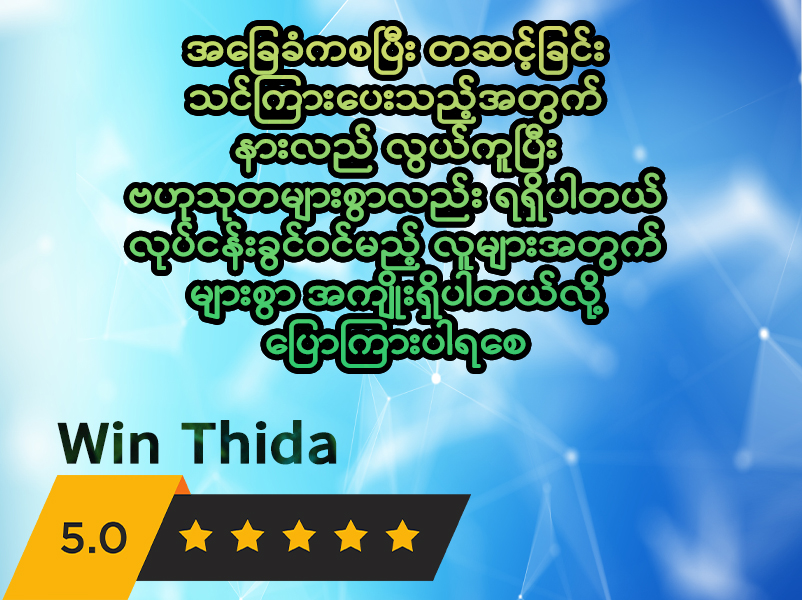 အခြေခံကစပြီး တဆင့်ခြင်း
သင်ကြားပေးသည့်အတွက်
နားလည် လွယ်ကူပြီး
ဗဟုသုတများစွာလည်း ရရှိပါတယ်
လုပ်ငန်းခွင်ဝင်မည့် လူများအတွက်
များစွာ အကျိုးရှိပါတယ်လို့
ပြောကြားပါရစေ
Win Thida
5.0